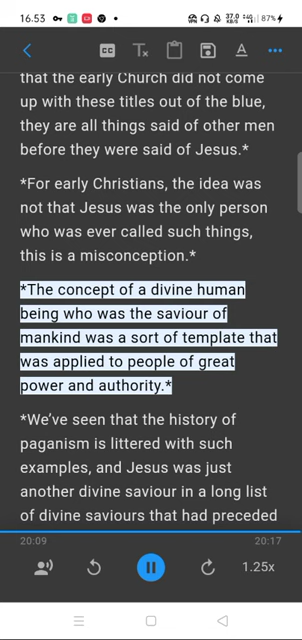 16.53
37.0
KB/S
87%
CC
A
that the early Church did not come
up with these titles out of the blue,
they are all things said of other men
before they were said of Jesus.*
*For early Christians, the idea was
not that Jesus was the only person
who was ever called such things,
this is a misconception.*
*The concept of a divine human
being who was the saviour of
mankind was a sort of template that
was applied to people of great
power and authority.*
*We’ve seen that the history of
paganism is littered with such
examples, and Jesus was just
another divine saviour in a long list
of divine saviours that had preceded
20:09
20:17
1.25x